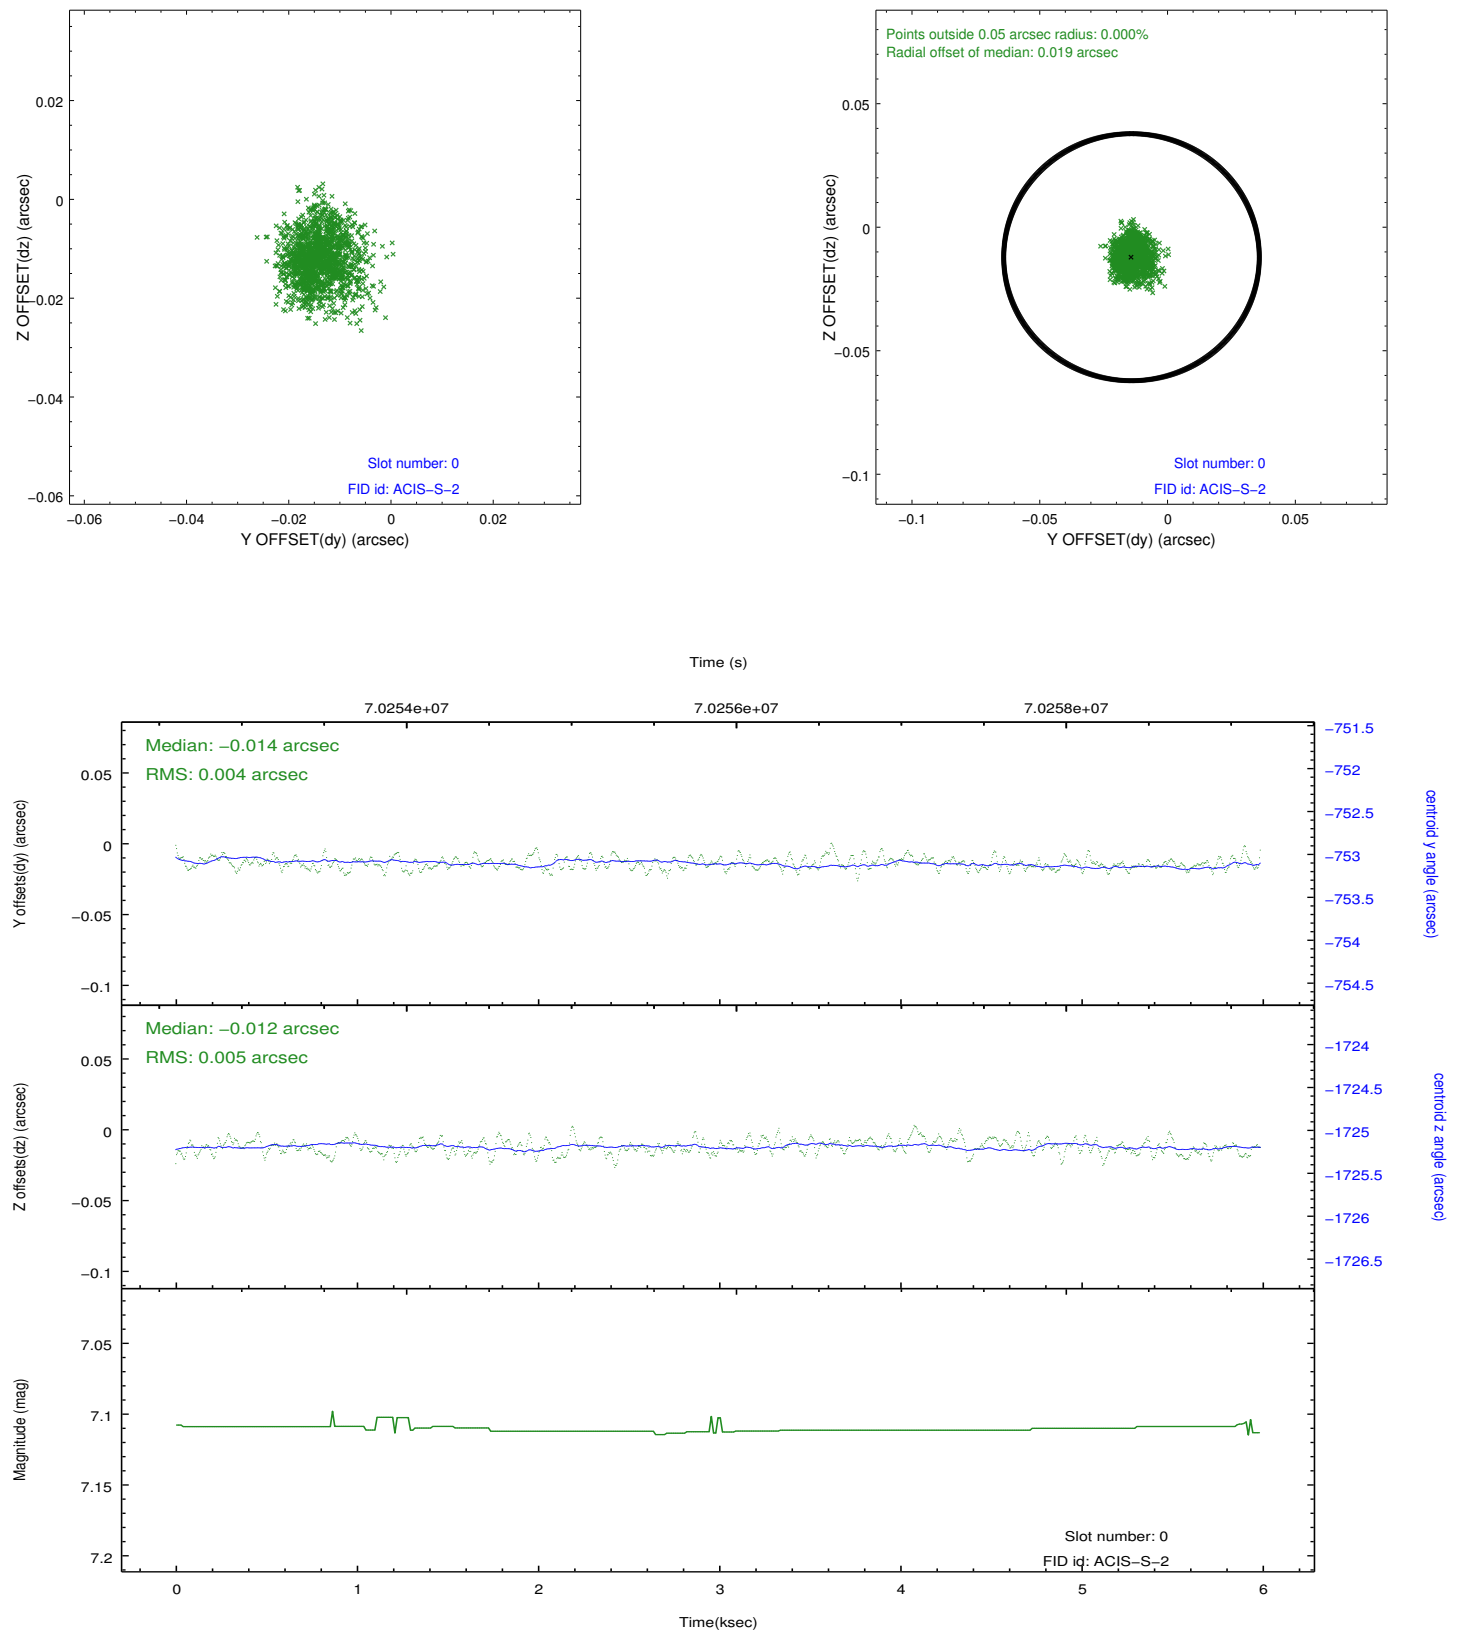 0.02
0
−0.02
−0.04
−0.06
Z OFFSET(dz) (arcsec)
Slot number: 0
FID id: ACIS−S−2
−0.06
−0.04
−0.02
0
0.02
Y OFFSET(dy) (arcsec)
Points outside 0.05 arcsec radius: 0.000%
Radial offset of median: 0.019 arcsec
0.05
0
−0.05
−0.1
Z OFFSET(dz) (arcsec)
Slot number: 0
FID id: ACIS−S−2
−0.1
−0.05
0
0.05
Y OFFSET(dy) (arcsec)
Time (s)
7.0254e+07
7.0256e+07
7.0258e+07
Median: −0.014 arcsec
RMS: 0.004 arcsec
0.05
0
−0.05
−0.1
Y offsets(dy) (arcsec)
−751.5
−752
−752.5
−753
−753.5
−754
−754.5
centroid y angle (arcsec)
Median: −0.012 arcsec
RMS: 0.005 arcsec
0.05
0
−0.05
−0.1
Z offsets(dz) (arcsec)
−1724
−1724.5
−1725
−1725.5
−1726
−1726.5
centroid z angle (arcsec)
7.05
7.1
7.15
7.2
Magnitude (mag)
Slot number: 0
FID id: ACIS−S−2
0
1
2
3
4
5
6
Time(ksec)